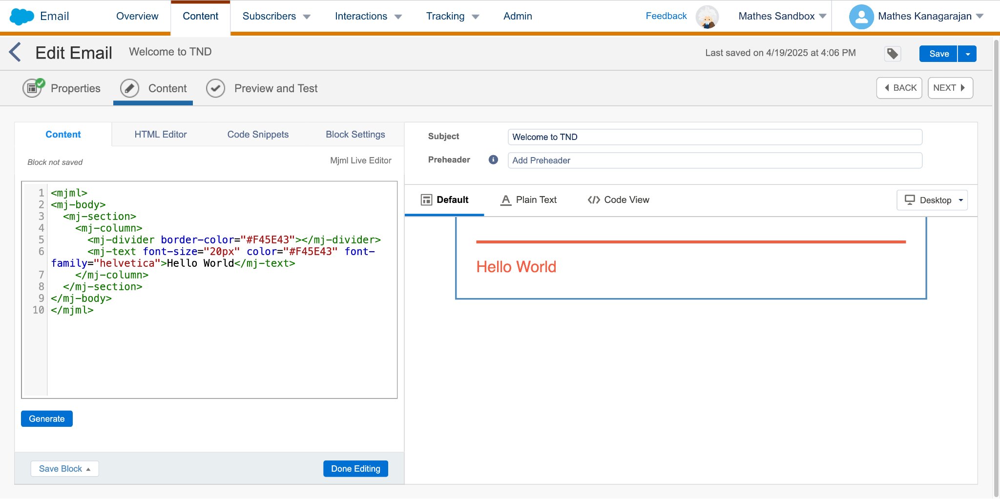 Email Overview Content Subscribers Interactions Tracking Admin Feedback Mathes Sandbox Mathes Kanagarajan
Edit Email Welcome to TND Last saved on 4/19/2025 at 4:06 PM Save
Properties Content Preview and Test BACK NEXT
Content HTML Editor Code Snippets Block Settings
Block not saved Mjml Live Editor
1 <mjml>
2 <mj-body>
3 <mj-section>
4 <mj-column>
5 <mj-divider border-color="#F45E43"></mj-divider>
6 <mj-text font-size="20px" color="#F45E43" font-
family="helvetica">Hello World</mj-text>
7 </mj-column>
8 </mj-section>
9 </mj-body>
10 </mjml>
Generate
Save Block Done Editing
Subject Welcome to TND
Preheader Add Preheader
Default Plain Text Code View Desktop
Hello World